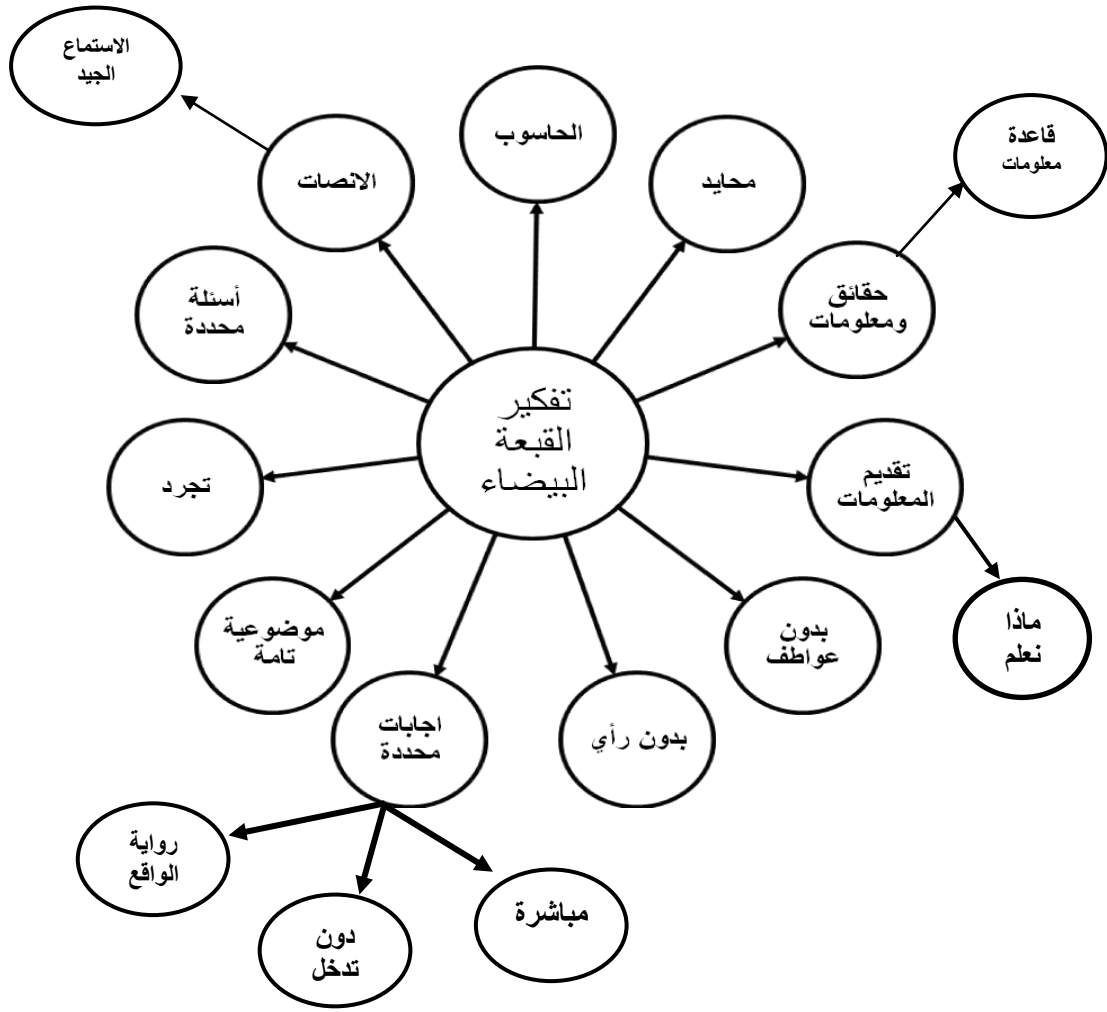 الاستماع
الجيد
الحاسوب
قاعدة
معلومات
الانصات
محايد
أسئلة
محددة
حقائق
ومعلومات
تفكير
القبعة
البيضاء
تجرد
تقديم
المعلومات
موضوعية
تامة
بدون
عواطف
ماذا
نعلم
اجابات
محددة
بدون رأي
رواية
الواقع
دون
تدخل
مباشرة